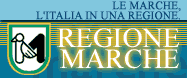 LE MARCHE,
L'ITALIA IN UNA REGIONE.
REGIONE
MARCHE